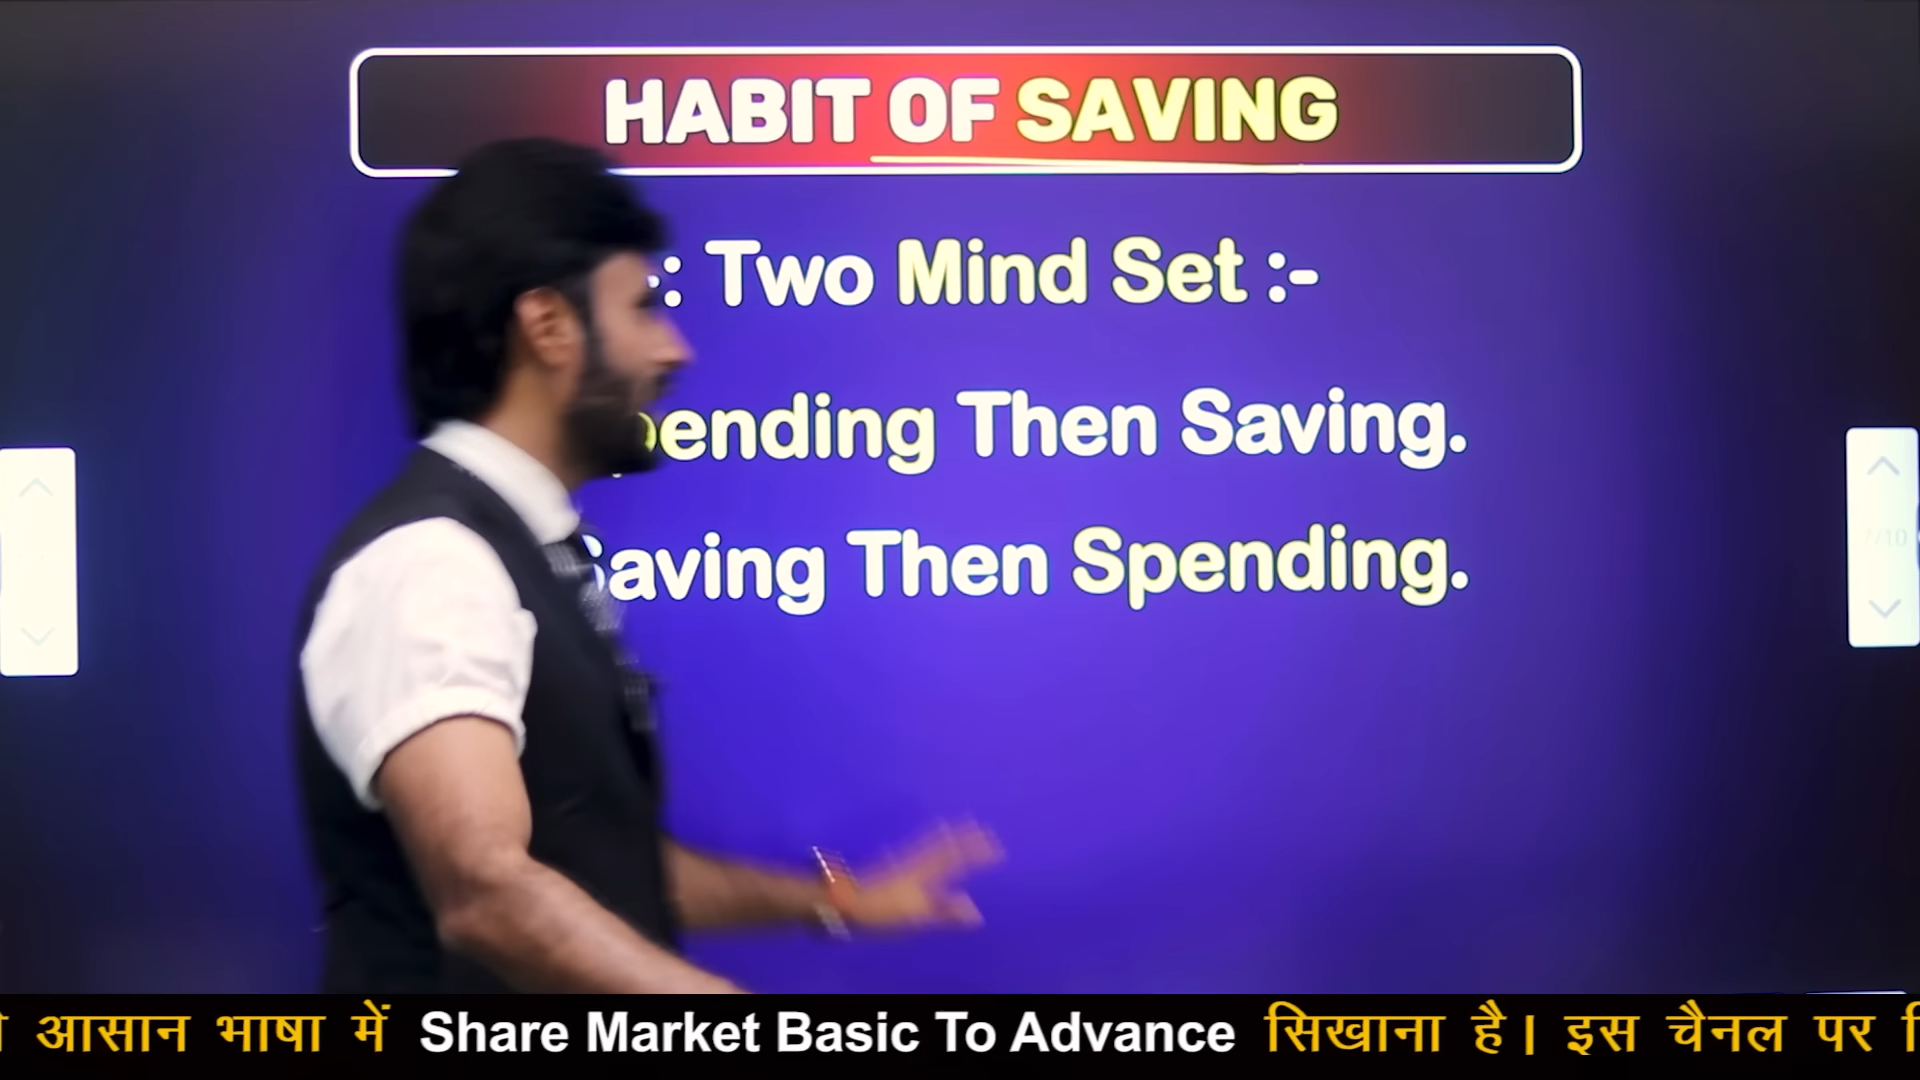 HABIT OF SAVING
-: Two Mind Set :-
Spending Then Saving.
Saving Then Spending.
आसान भाषा में Share Market Basic To Advance सिखाना है। इस चैनल पर